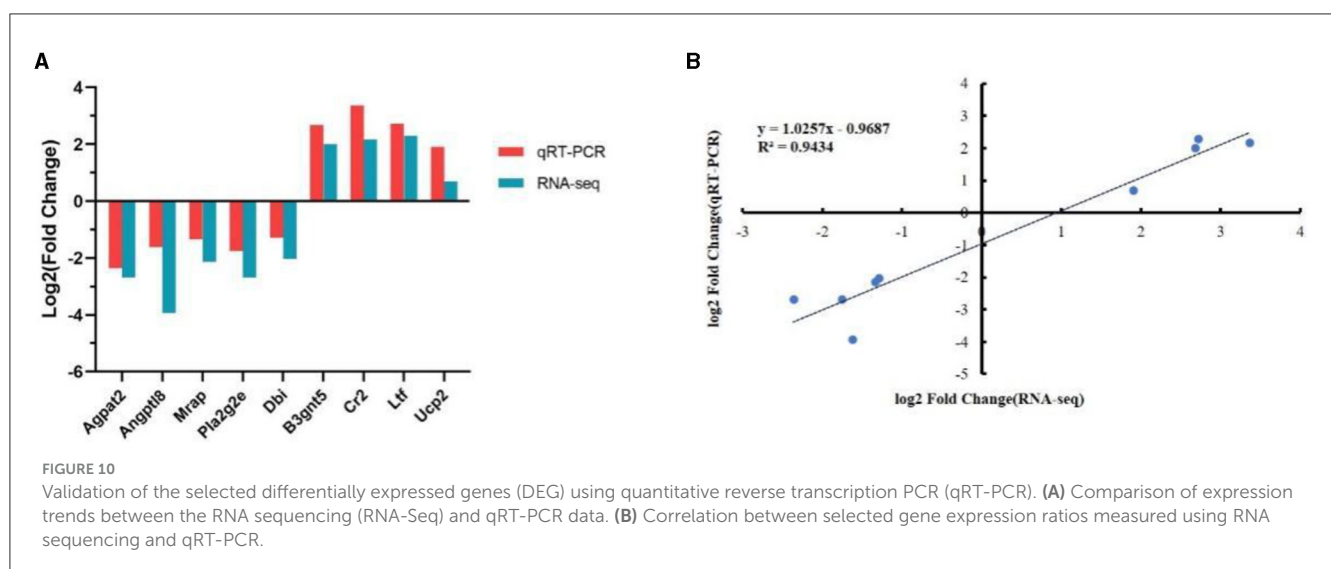 A
Log2(Fold Change)
4
2
0
-2
-4
-6
Agpat2
Angptl8
Mrap
Pla2g2e
Dbi
B3gnt5
Cr2
Ltf
Ucp2
qRT-PCR
RNA-seq
B
y = 1.0257x - 0.9687
R² = 0.9434
log2 Fold Change(qRT-PCR)
4
3
2
1
0
-1
-2
-3
-4
-5
-3 -2 -1 0 1 2 3 4
log2 Fold Change(RNA-seq)
FIGURE 10
Validation of the selected differentially expressed genes (DEG) using quantitative reverse transcription PCR (qRT-PCR). (A) Comparison of expression
trends between the RNA sequencing (RNA-Seq) and qRT-PCR data. (B) Correlation between selected gene expression ratios measured using RNA
sequencing and qRT-PCR.